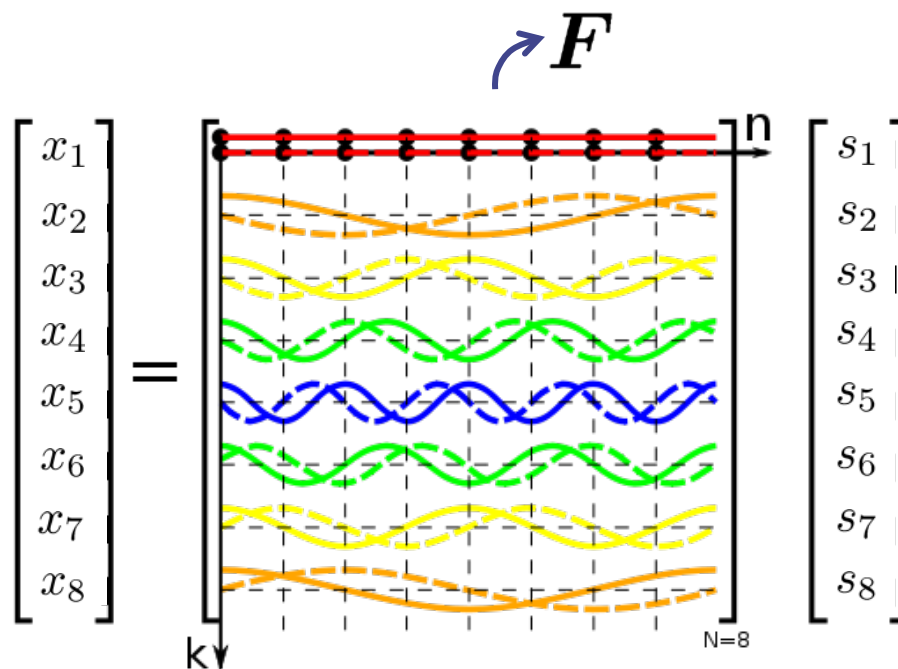 F
n
x₁ s₁
x₂ s₂
x₃ s₃
x₄ s₄
x₅ = s₅
x₆ s₆
x₇ s₇
x₈ s₈
N=8
k